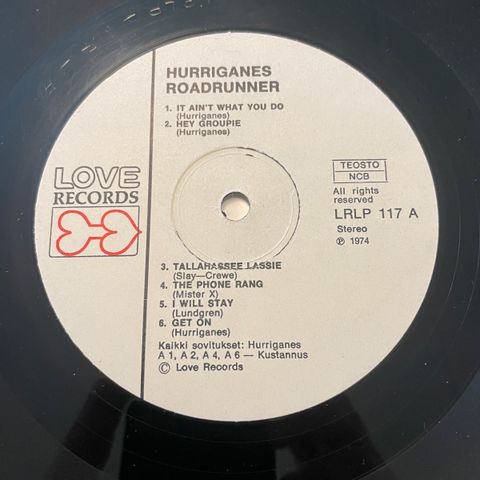 HURRIGANES
ROADRUNNER
1. IT AIN'T WHAT YOU DO
(Hurriganes)
2. HEY GROUPIE
(Hurriganes)
LOVE
RECORDS
TEOSTO
NCB
All rights
reserved
LRLP 117 A
Stereo
℗ 1974
3. TALLAHASSEE LASSIE
(Slay—Crewe)
4. THE PHONE RANG
(Mister X)
5. I WILL STAY
(Lundgren)
6. GET ON
(Hurriganes)
Kaikki sovitukset: Hurriganes
A 1, A 2, A 4, A 6 — Kustannus
© Love Records